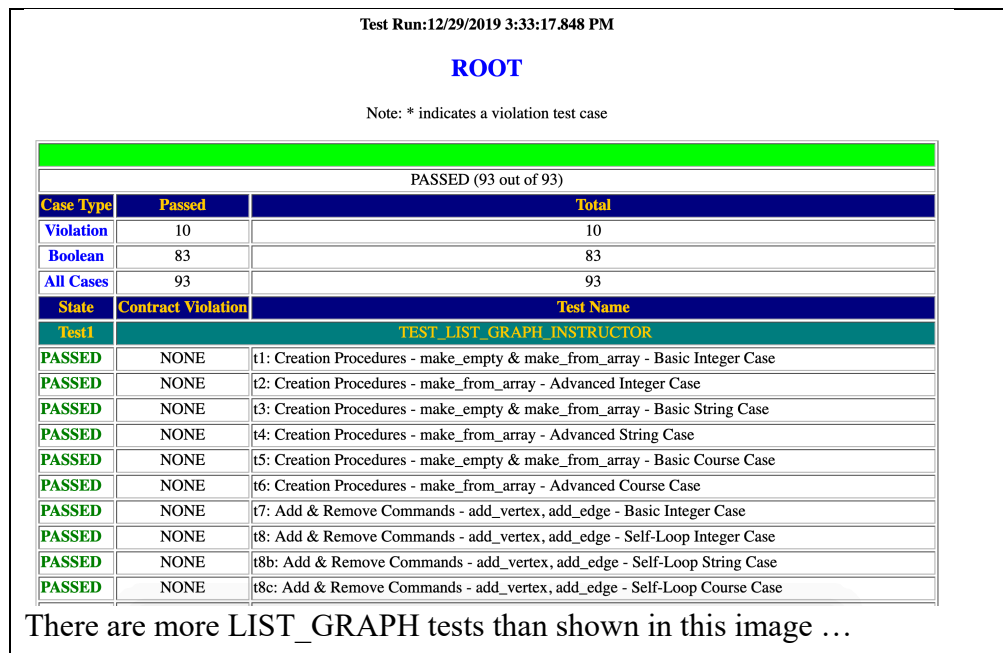 Test Run:12/29/2019 3:33:17.848 PM
ROOT
Note: * indicates a violation test case
PASSED (93 out of 93)
Case Type Passed Total
Violation 10 10
Boolean 83 83
All Cases 93 93
State Contract Violation Test Name
Test1 TEST_LIST_GRAPH_INSTRUCTOR
PASSED NONE t1: Creation Procedures - make_empty & make_from_array - Basic Integer Case
PASSED NONE t2: Creation Procedures - make_from_array - Advanced Integer Case
PASSED NONE t3: Creation Procedures - make_empty & make_from_array - Basic String Case
PASSED NONE t4: Creation Procedures - make_from_array - Advanced String Case
PASSED NONE t5: Creation Procedures - make_empty & make_from_array - Basic Course Case
PASSED NONE t6: Creation Procedures - make_from_array - Advanced Course Case
PASSED NONE t7: Add & Remove Commands - add_vertex, add_edge - Basic Integer Case
PASSED NONE t8: Add & Remove Commands - add_vertex, add_edge - Self-Loop Integer Case
PASSED NONE t8b: Add & Remove Commands - add_vertex, add_edge - Self-Loop String Case
PASSED NONE t8c: Add & Remove Commands - add_vertex, add_edge - Self-Loop Course Case
There are more LIST_GRAPH tests than shown in this image …